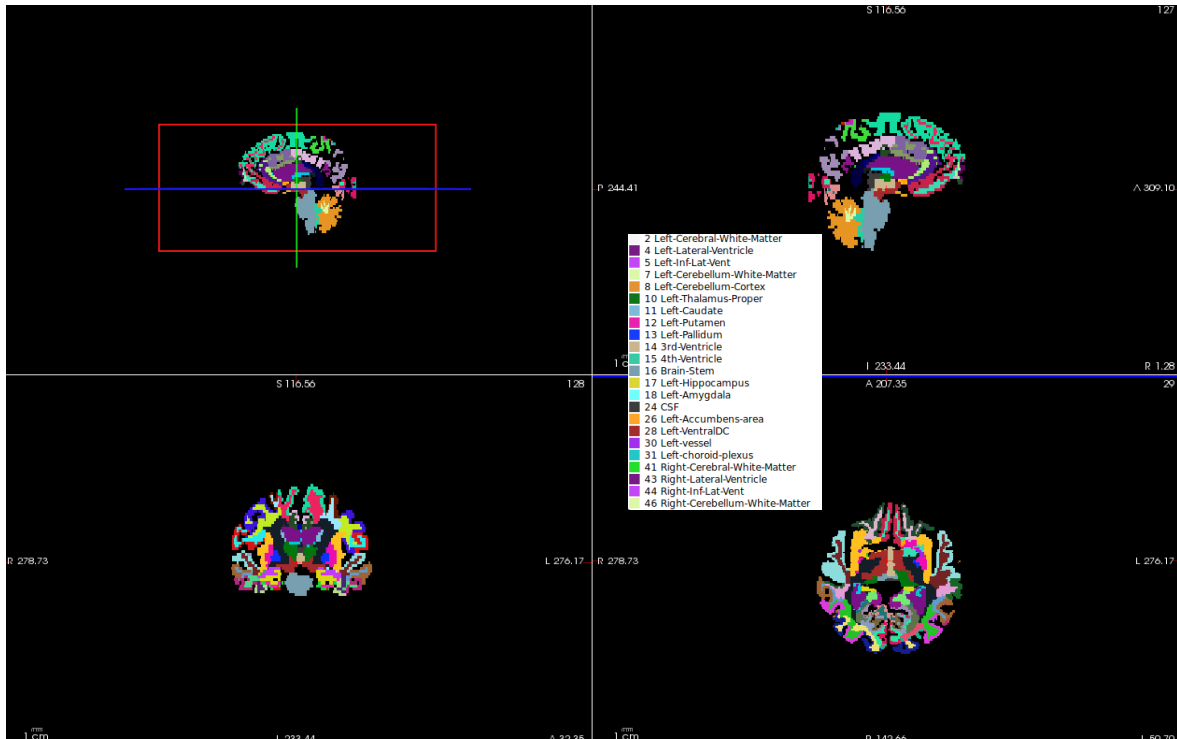 S 116.56
127
P 244.41
A 309.10
2 Left-Cerebral-White-Matter
4 Left-Lateral-Ventricle
5 Left-Inf-Lat-Vent
7 Left-Cerebellum-White-Matter
8 Left-Cerebellum-Cortex
10 Left-Thalamus-Proper
11 Left-Caudate
12 Left-Putamen
13 Left-Pallidum
14 3rd-Ventricle
15 4th-Ventricle
16 Brain-Stem
17 Left-Hippocampus
18 Left-Amygdala
24 CSF
26 Left-Accumbens-area
28 Left-VentralDC
30 Left-vessel
31 Left-choroid-plexus
41 Right-Cerebral-White-Matter
43 Right-Lateral-Ventricle
44 Right-Inf-Lat-Vent
46 Right-Cerebellum-White-Matter
I 233.44
R 1.28
S 116.56
128
A 207.35
29
R 278.73
L 276.17
R 278.73
L 276.17
1 cm
1 cm